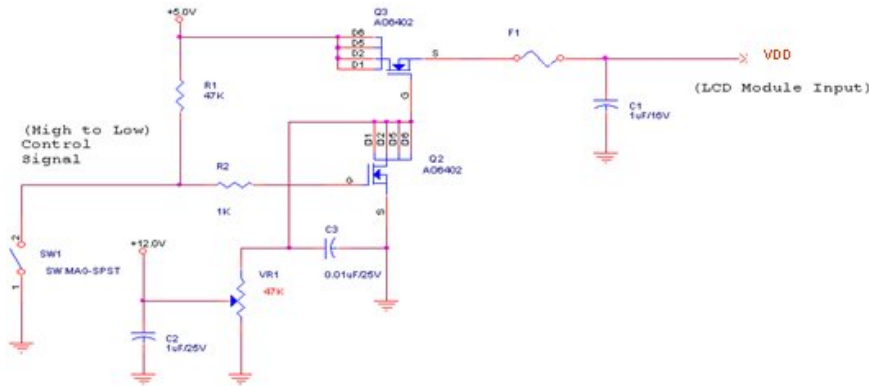 +5.0V
Q3
AO6402
D6
D5
D2
D1
S
G
F1
VDD
(LCD Module Input)
C1
1uF/16V
R1
47K
(High to Low)
Control
Signal
R2
1K
D1
D2
D5
D6
Q2
AO6402
G
S
2
SW1
SW MA0-SPST
1
+12.0V
C3
0.01uF/25V
VR1
47K
C2
1uF/25V